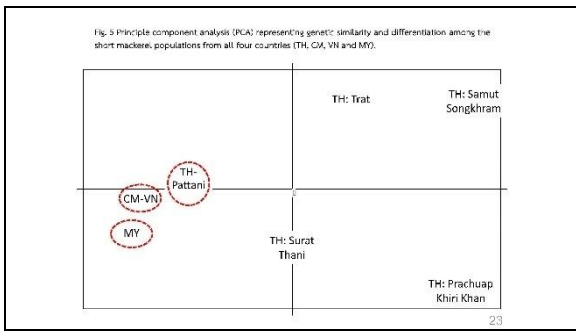 Fig. 5 Principle component analysis (PCA) representing genetic similarity and differentiation among the
short mackerel populations from all four countries (TH, CM, VN and MY).
TH: Trat
TH: Samut
Songkhram
TH-
Pattani
CM-VN
MY
TH: Surat
Thani
TH: Prachuap
Khiri Khan
23